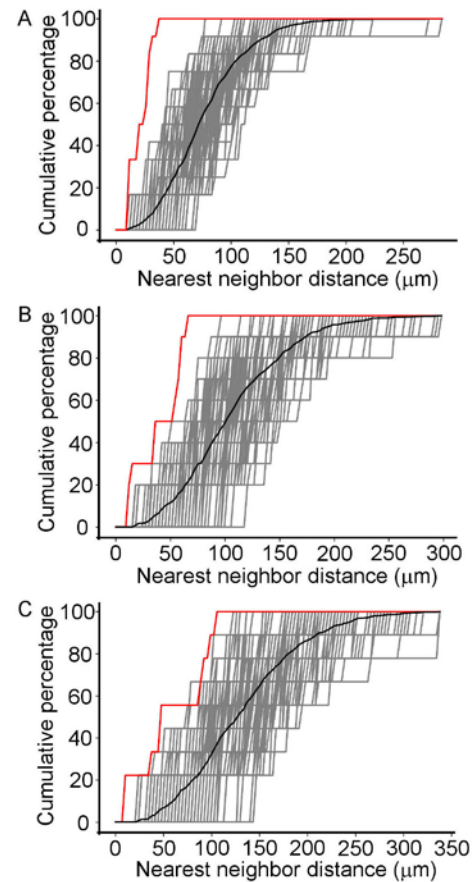 A
Cumulative percentage
100
80
60
40
20
0
0 50 100 150 200 250
Nearest neighbor distance (μm)
B
Cumulative percentage
100
80
60
40
20
0
0 50 100 150 200 250 300
Nearest neighbor distance (μm)
C
Cumulative percentage
100
80
60
40
20
0
0 50 100 150 200 250 300 350
Nearest neighbor distance (μm)